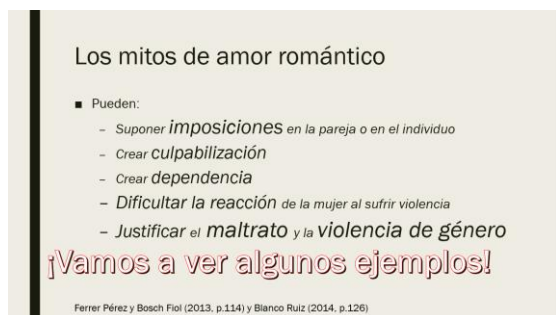 Los mitos de amor romántico
■ Pueden:
– Suponer imposiciones en la pareja o en el individuo
– Crear culpabilización
– Crear dependencia
– Dificultar la reacción de la mujer al sufrir violencia
– Justificar el maltrato y la violencia de género
¡Vamos a ver algunos ejemplos!
Ferrer Pérez y Bosch Fiol (2013, p.114) y Blanco Ruiz (2014, p.126)